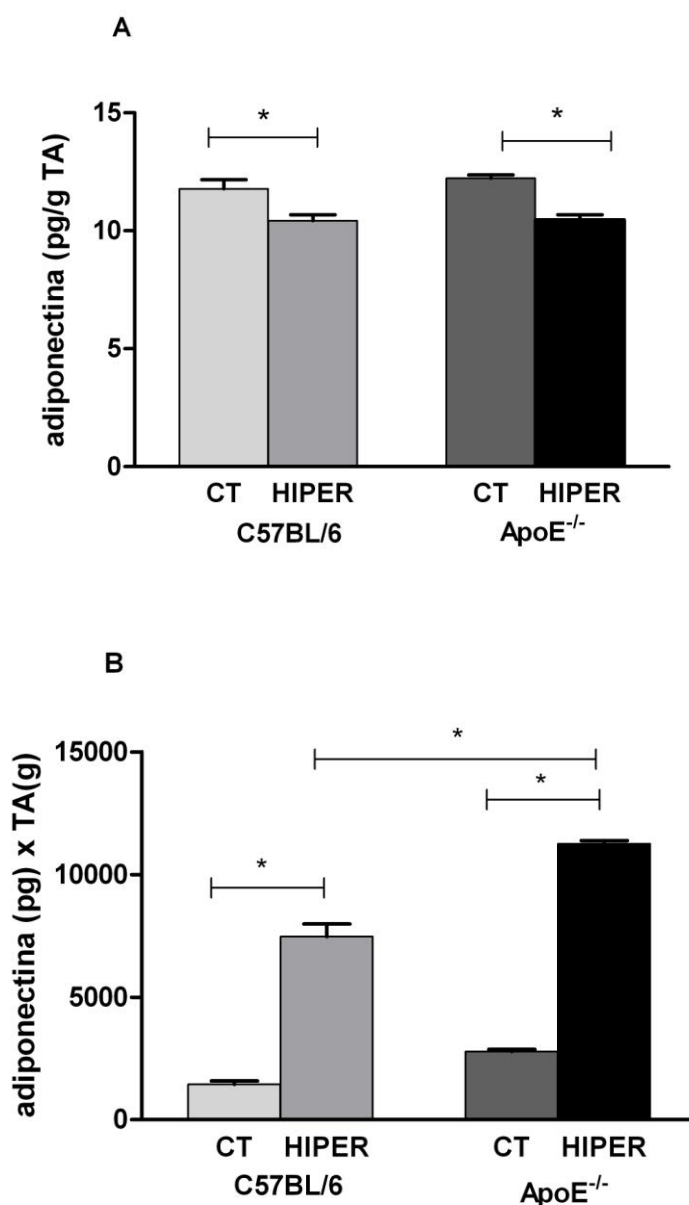 A
adiponectina (pg/g TA)
15
10
5
0
*
*
CT HIPER CT HIPER
C57BL/6 ApoE-/-
B
adiponectina (pg) x TA(g)
15000
10000
5000
0
*
*
*
CT HIPER CT HIPER
C57BL/6 ApoE-/-